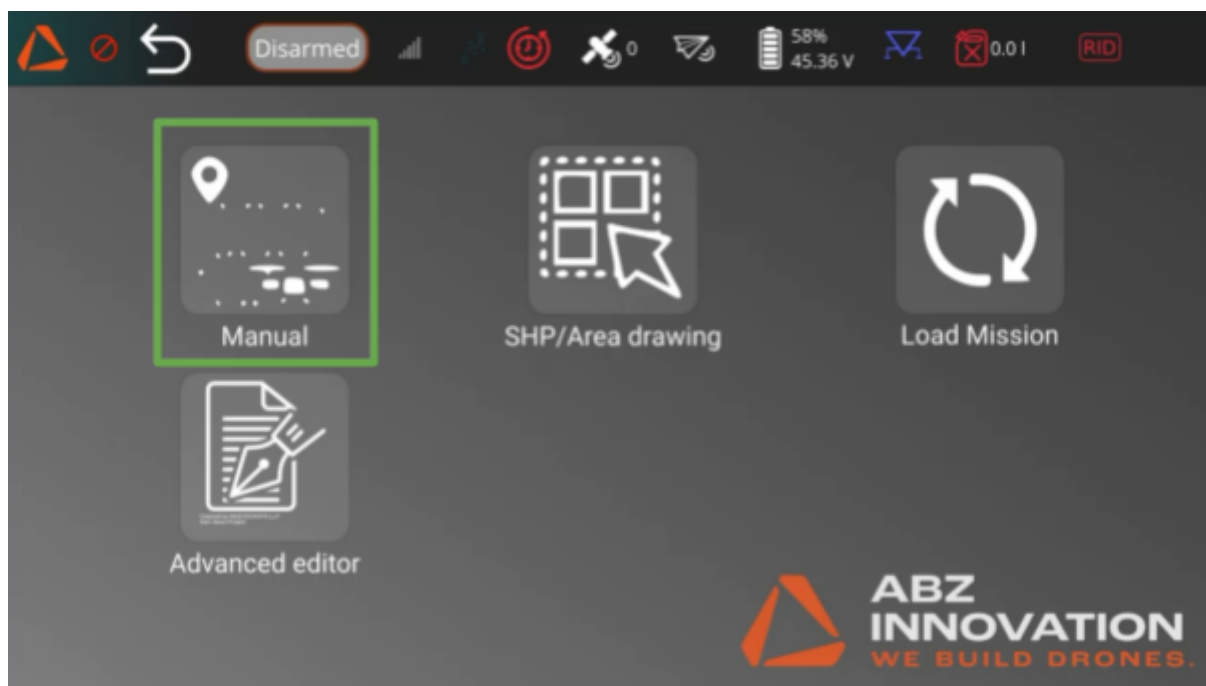 Disarmed
0
58%
45.36 V
0.0 l
RID
Manual
SHP/Area drawing
Load Mission
Advanced editor
ABZ
INNOVATION
WE BUILD DRONES.